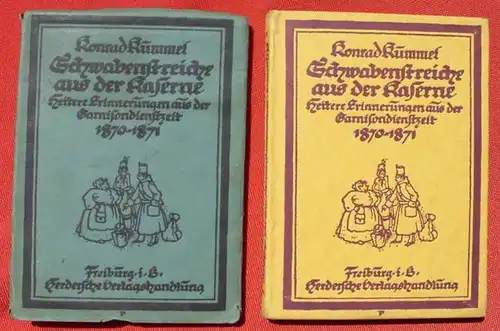 Konrad Kümmel
Schwabenstreiche
aus der Kaserne
Heitere Erinnerungen aus der
Garnisondienstzeit
1870-1871
Freiburg i. B.
Herdersche Verlagshandlung
Konrad Kümmel
Schwabenstreiche
aus der Kaserne
Heitere Erinnerungen aus der
Garnisondienstzeit
1870-1871
Freiburg i. B.
Herdersche Verlagshandlung